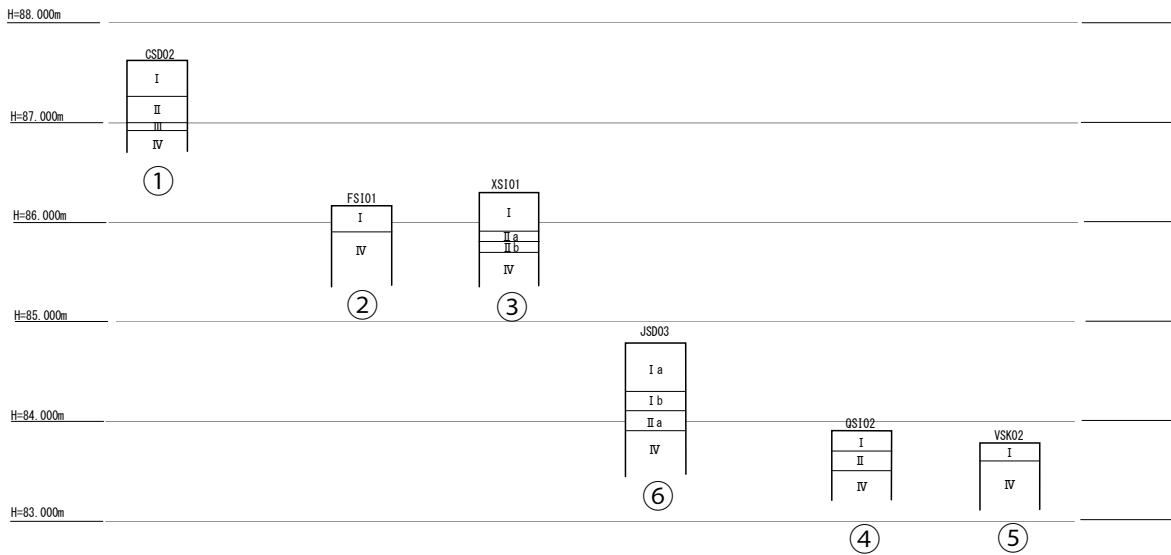 H=88.000m
CSD02
Ⅰ
Ⅱ
H=87.000m
Ⅲ
Ⅳ
①
XSI01
FSI01
Ⅰ
Ⅰ
H=86.000m
Ⅱa
Ⅱb
Ⅳ
Ⅳ
②
③
H=85.000m
JSD03
Ⅰa
Ⅰb
H=84.000m
Ⅱa
QSI02
VSK02
Ⅰ
Ⅰ
Ⅳ
Ⅱ
Ⅳ
Ⅳ
⑥
H=83.000m
④
⑤